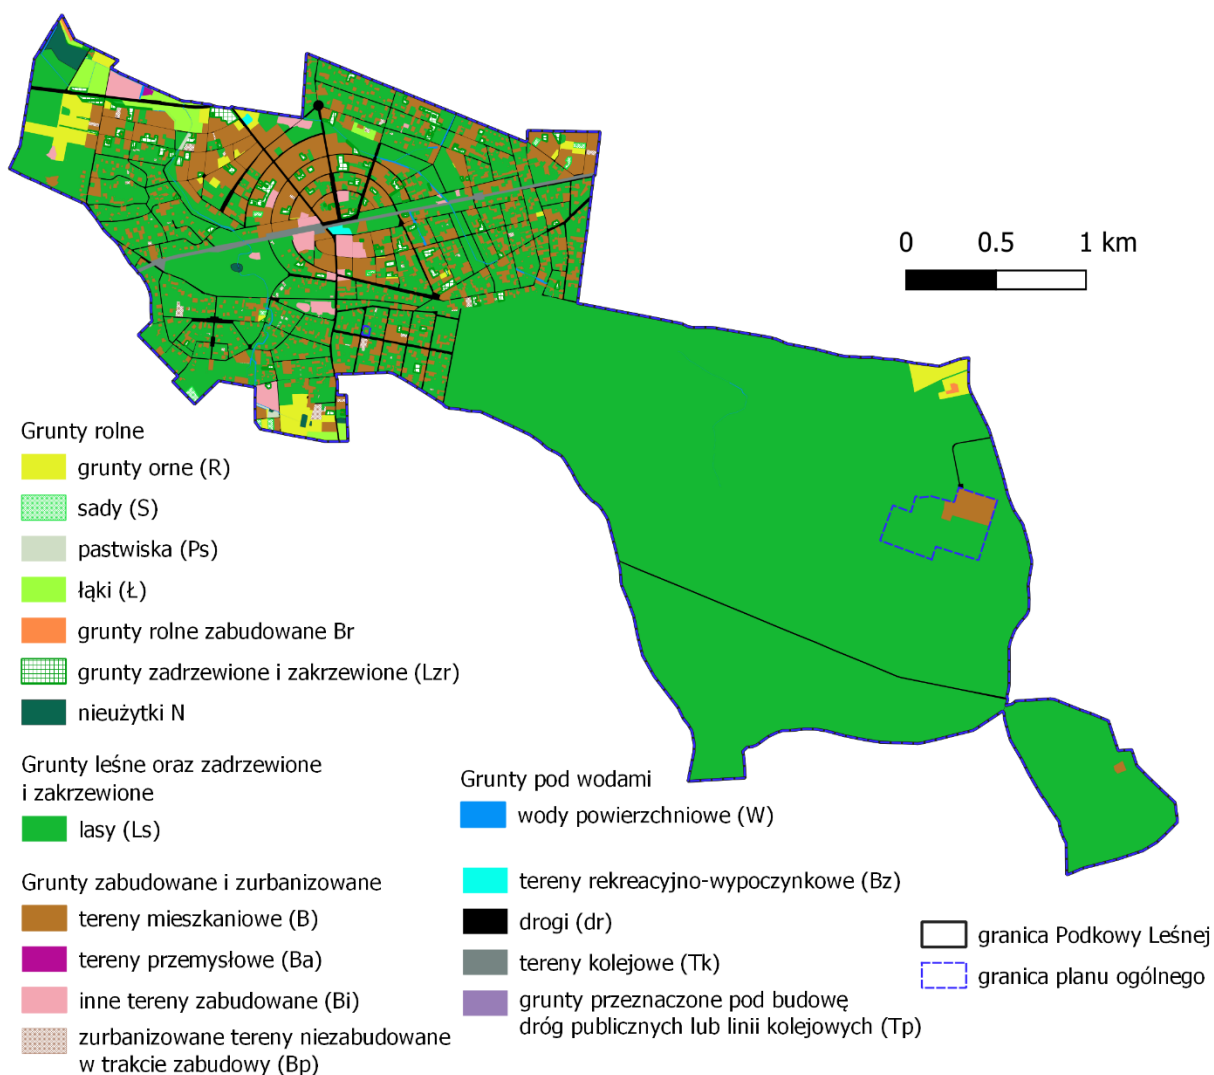 0 0.5 1 km
Grunty rolne
grunty orne (R)
sady (S)
pastwiska (Ps)
łąki (Ł)
grunty rolne zabudowane Br
grunty zadrzewione i zakrzewione (Lzr)
nieużytki N
Grunty leśne oraz zadrzewione
i zakrzewione
lasy (Ls)
Grunty zabudowane i zurbanizowane
tereny mieszkaniowe (B)
tereny przemysłowe (Ba)
inne tereny zabudowane (Bi)
zurbanizowane tereny niezabudowane
w trakcie zabudowy (Bp)
Grunty pod wodami
wody powierzchniowe (W)
tereny rekreacyjno-wypoczynkowe (Bz)
drogi (dr)
tereny kolejowe (Tk)
grunty przeznaczone pod budowę
dróg publicznych lub linii kolejowych (Tp)
granica Podkowy Leśnej
granica planu ogólnego